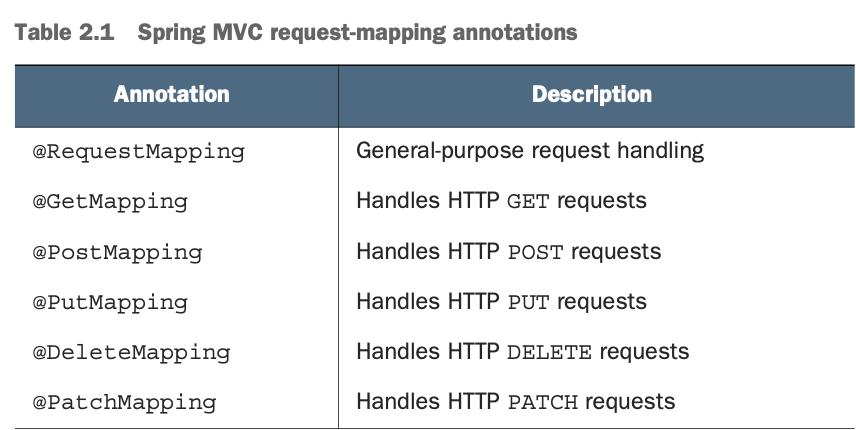 Table 2.1 Spring MVC request-mapping annotations
Annotation Description
@RequestMapping General-purpose request handling
@GetMapping Handles HTTP GET requests
@PostMapping Handles HTTP POST requests
@PutMapping Handles HTTP PUT requests
@DeleteMapping Handles HTTP DELETE requests
@PatchMapping Handles HTTP PATCH requests